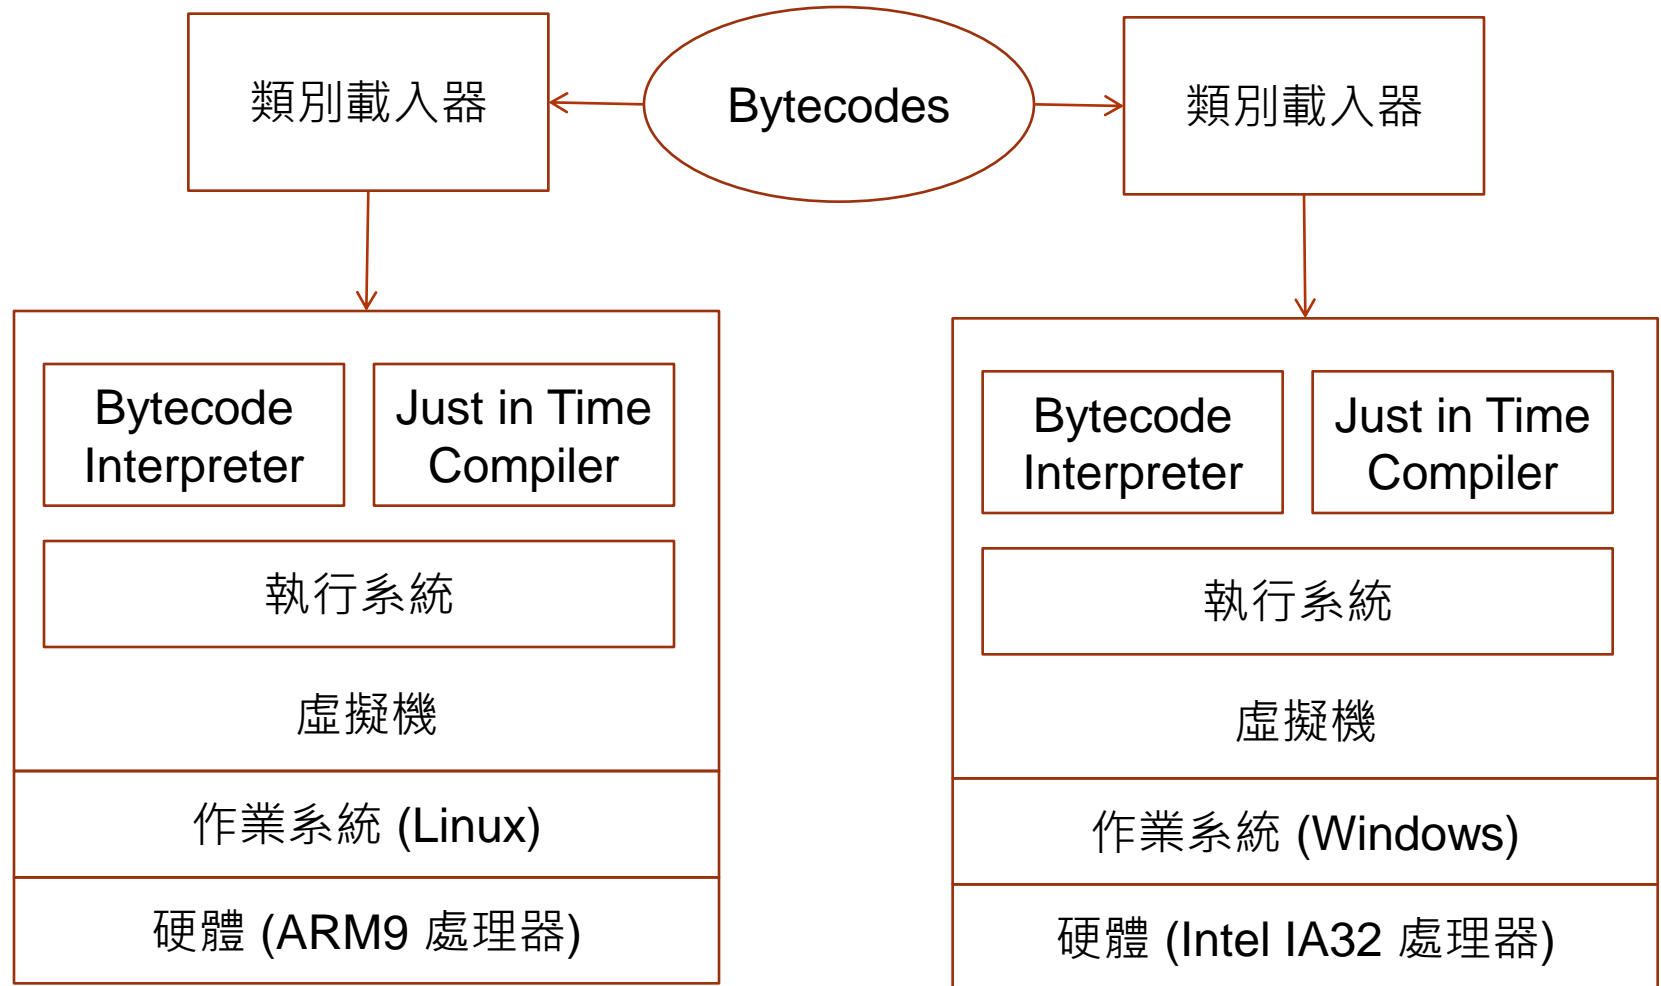 類別載入器
Bytecodes
類別載入器
Bytecode
Interpreter
Just in Time
Compiler
執行系統
虛擬機
作業系統 (Linux)
硬體 (ARM9 處理器)
Bytecode
Interpreter
Just in Time
Compiler
執行系統
虛擬機
作業系統 (Windows)
硬體 (Intel IA32 處理器)